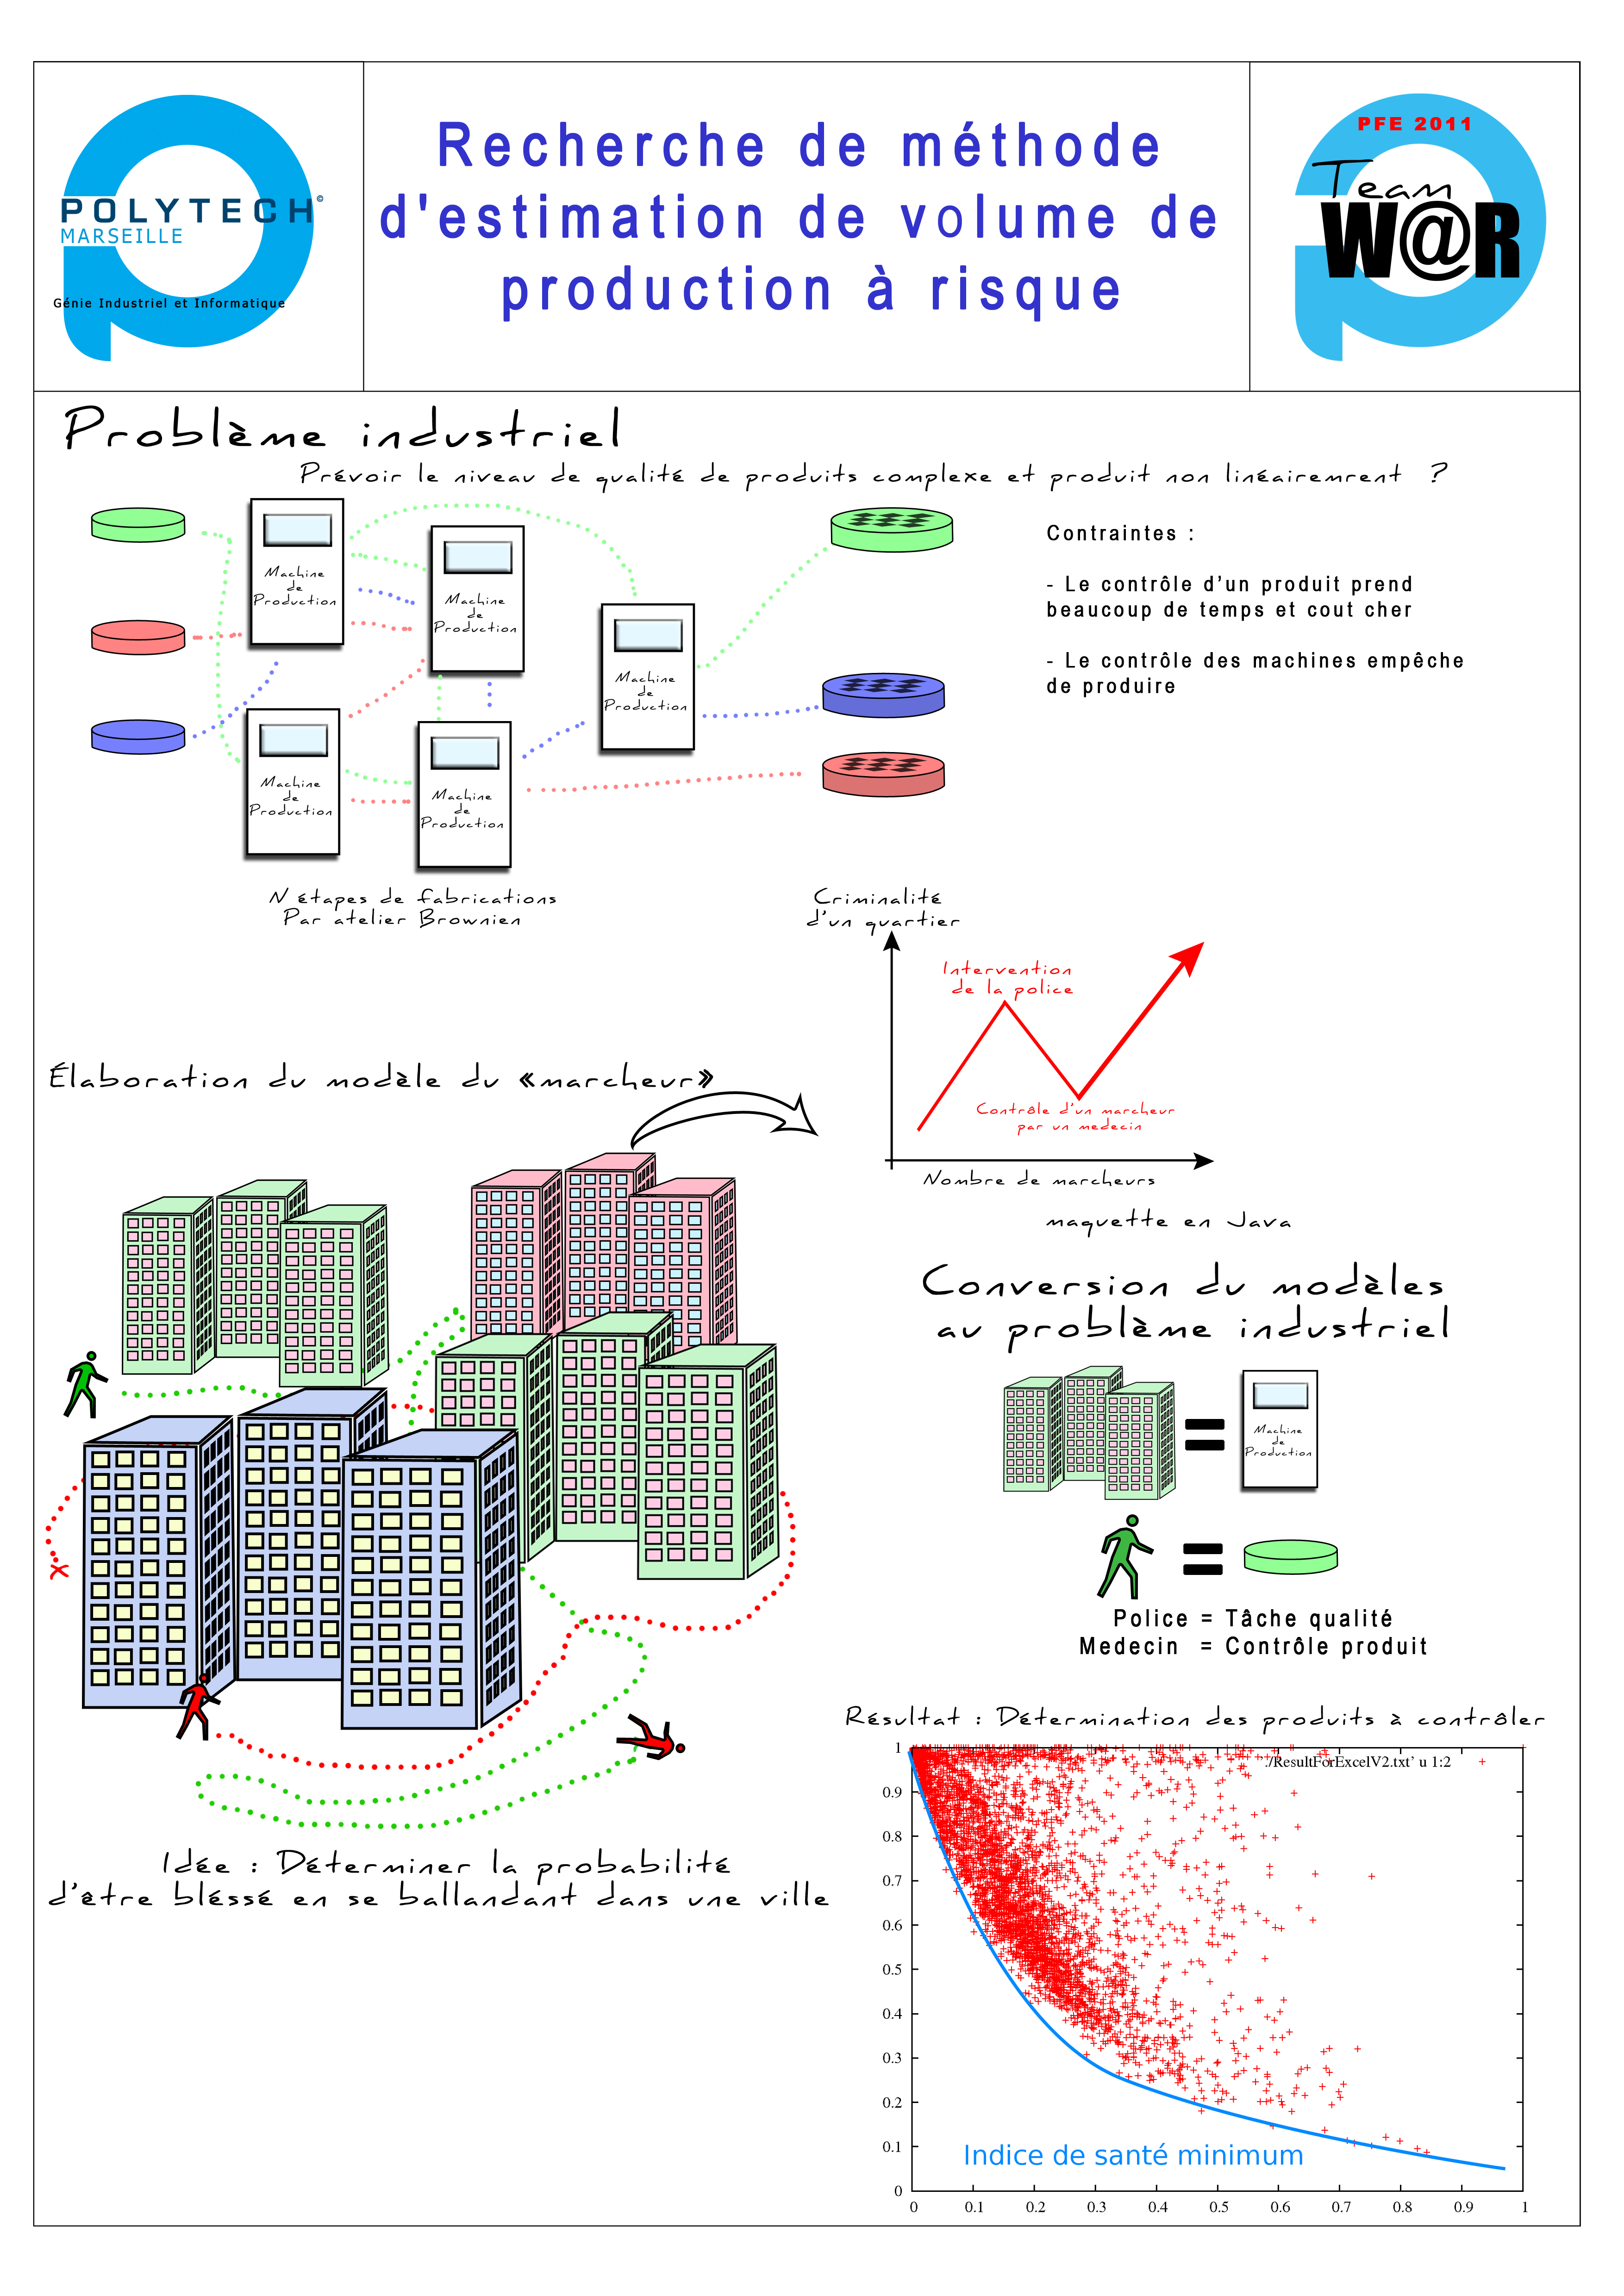 POLYTECH©
MARSEILLE
Génie Industriel et Informatique
Recherche de méthode
d'estimation de volume de
production à risque
PFE 2011
Team
W@R
Problème industriel
Prévoir le niveau de qualité de produits complexe et produit non linéairemrent ?
Machine
de
Production
Machine
de
Production
Machine
de
Production
Machine
de
Production
Machine
de
Production
Contraintes :
- Le contrôle d'un produit prend
beaucoup de temps et cout cher
- Le contrôle des machines empêche
de produire
N étapes de fabrications
Par atelier Brownien
Criminalité
d'un quartier
Intervention
de la police
Contrôle d'un marcheur
par un medecin
Nombre de marcheurs
maquette en Java
Élaboration du modèle du «marcheur»
Conversion du modèles
au problème industriel
=
Machine
de
Production
=
Police = Tâche qualité
Medecin = Contrôle produit
Idée : Déterminer la probabilité
d'être bléssé en se ballandant dans une ville
Résultat : Détermination des produits à contrôler
'./ResultForExcelV2.txt' u 1:2
1
0.9
0.8
0.7
0.6
0.5
0.4
0.3
0.2
0.1
0
Indice de santé minimum
0 0.1 0.2 0.3 0.4 0.5 0.6 0.7 0.8 0.9 1